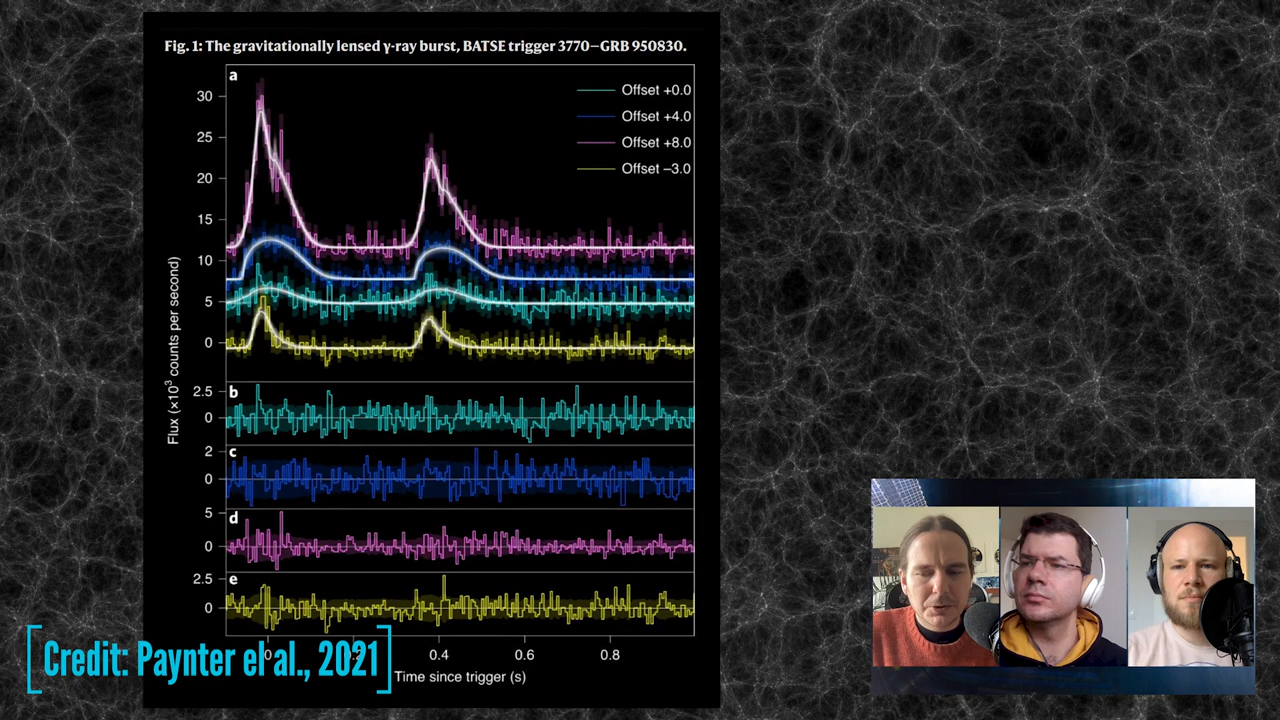 Fig. 1: The gravitationally lensed γ-ray burst, BATSE trigger 3770–GRB 950830.
a
Offset +0.0
Offset +4.0
Offset +8.0
Offset −3.0
30
25
20
15
10
5
0
b
2.5
0
c
2
0
d
5
0
e
2.5
0
Flux (×10³ counts per second)
0.4
0.6
0.8
Time since trigger (s)
Credit: Paynter et al., 2021